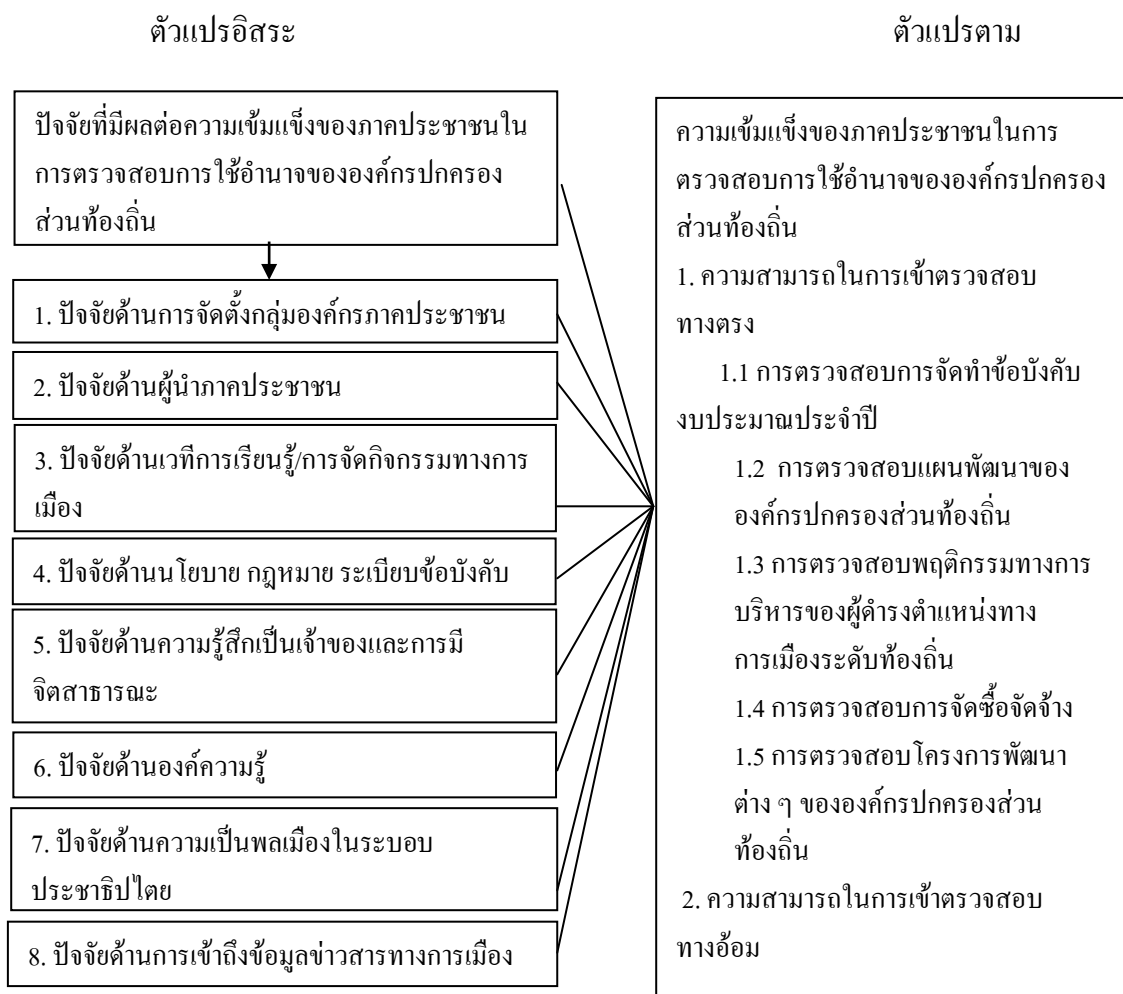 ตัวแปรอิสระ
ตัวแปรตาม
ปัจจัยที่มีผลต่อความเข้มแข็งของภาคประชาชนใน
การตรวจสอบการใช้อำนาจขององค์กรปกครอง
ส่วนท้องถิ่น
1. ปัจจัยด้านการจัดตั้งกลุ่มองค์กรภาคประชาชน
2. ปัจจัยด้านผู้นำภาคประชาชน
3. ปัจจัยด้านเวทีการเรียนรู้/การจัดกิจกรรมทางการ
เมือง
4. ปัจจัยด้านนโยบาย กฎหมาย ระเบียบข้อบังคับ
5. ปัจจัยด้านความรู้สึกเป็นเจ้าของและการมี
จิตสาธารณะ
6. ปัจจัยด้านองค์ความรู้
7. ปัจจัยด้านความเป็นพลเมืองในระบอบ
ประชาธิปไตย
8. ปัจจัยด้านการเข้าถึงข้อมูลข่าวสารทางการเมือง
ความเข้มแข็งของภาคประชาชนในการ
ตรวจสอบการใช้อำนาจขององค์กรปกครอง
ส่วนท้องถิ่น
1. ความสามารถในการเข้าตรวจสอบ
ทางตรง
1.1 การตรวจสอบการจัดทำข้อบังคับ
งบประมาณประจำปี
1.2 การตรวจสอบแผนพัฒนาของ
องค์กรปกครองส่วนท้องถิ่น
1.3 การตรวจสอบพฤติกรรมทางการ
บริหารของผู้ดำรงตำแหน่งทาง
การเมืองระดับท้องถิ่น
1.4 การตรวจสอบการจัดซื้อจัดจ้าง
1.5 การตรวจสอบโครงการพัฒนา
ต่าง ๆ ขององค์กรปกครองส่วน
ท้องถิ่น
2. ความสามารถในการเข้าตรวจสอบ
ทางอ้อม